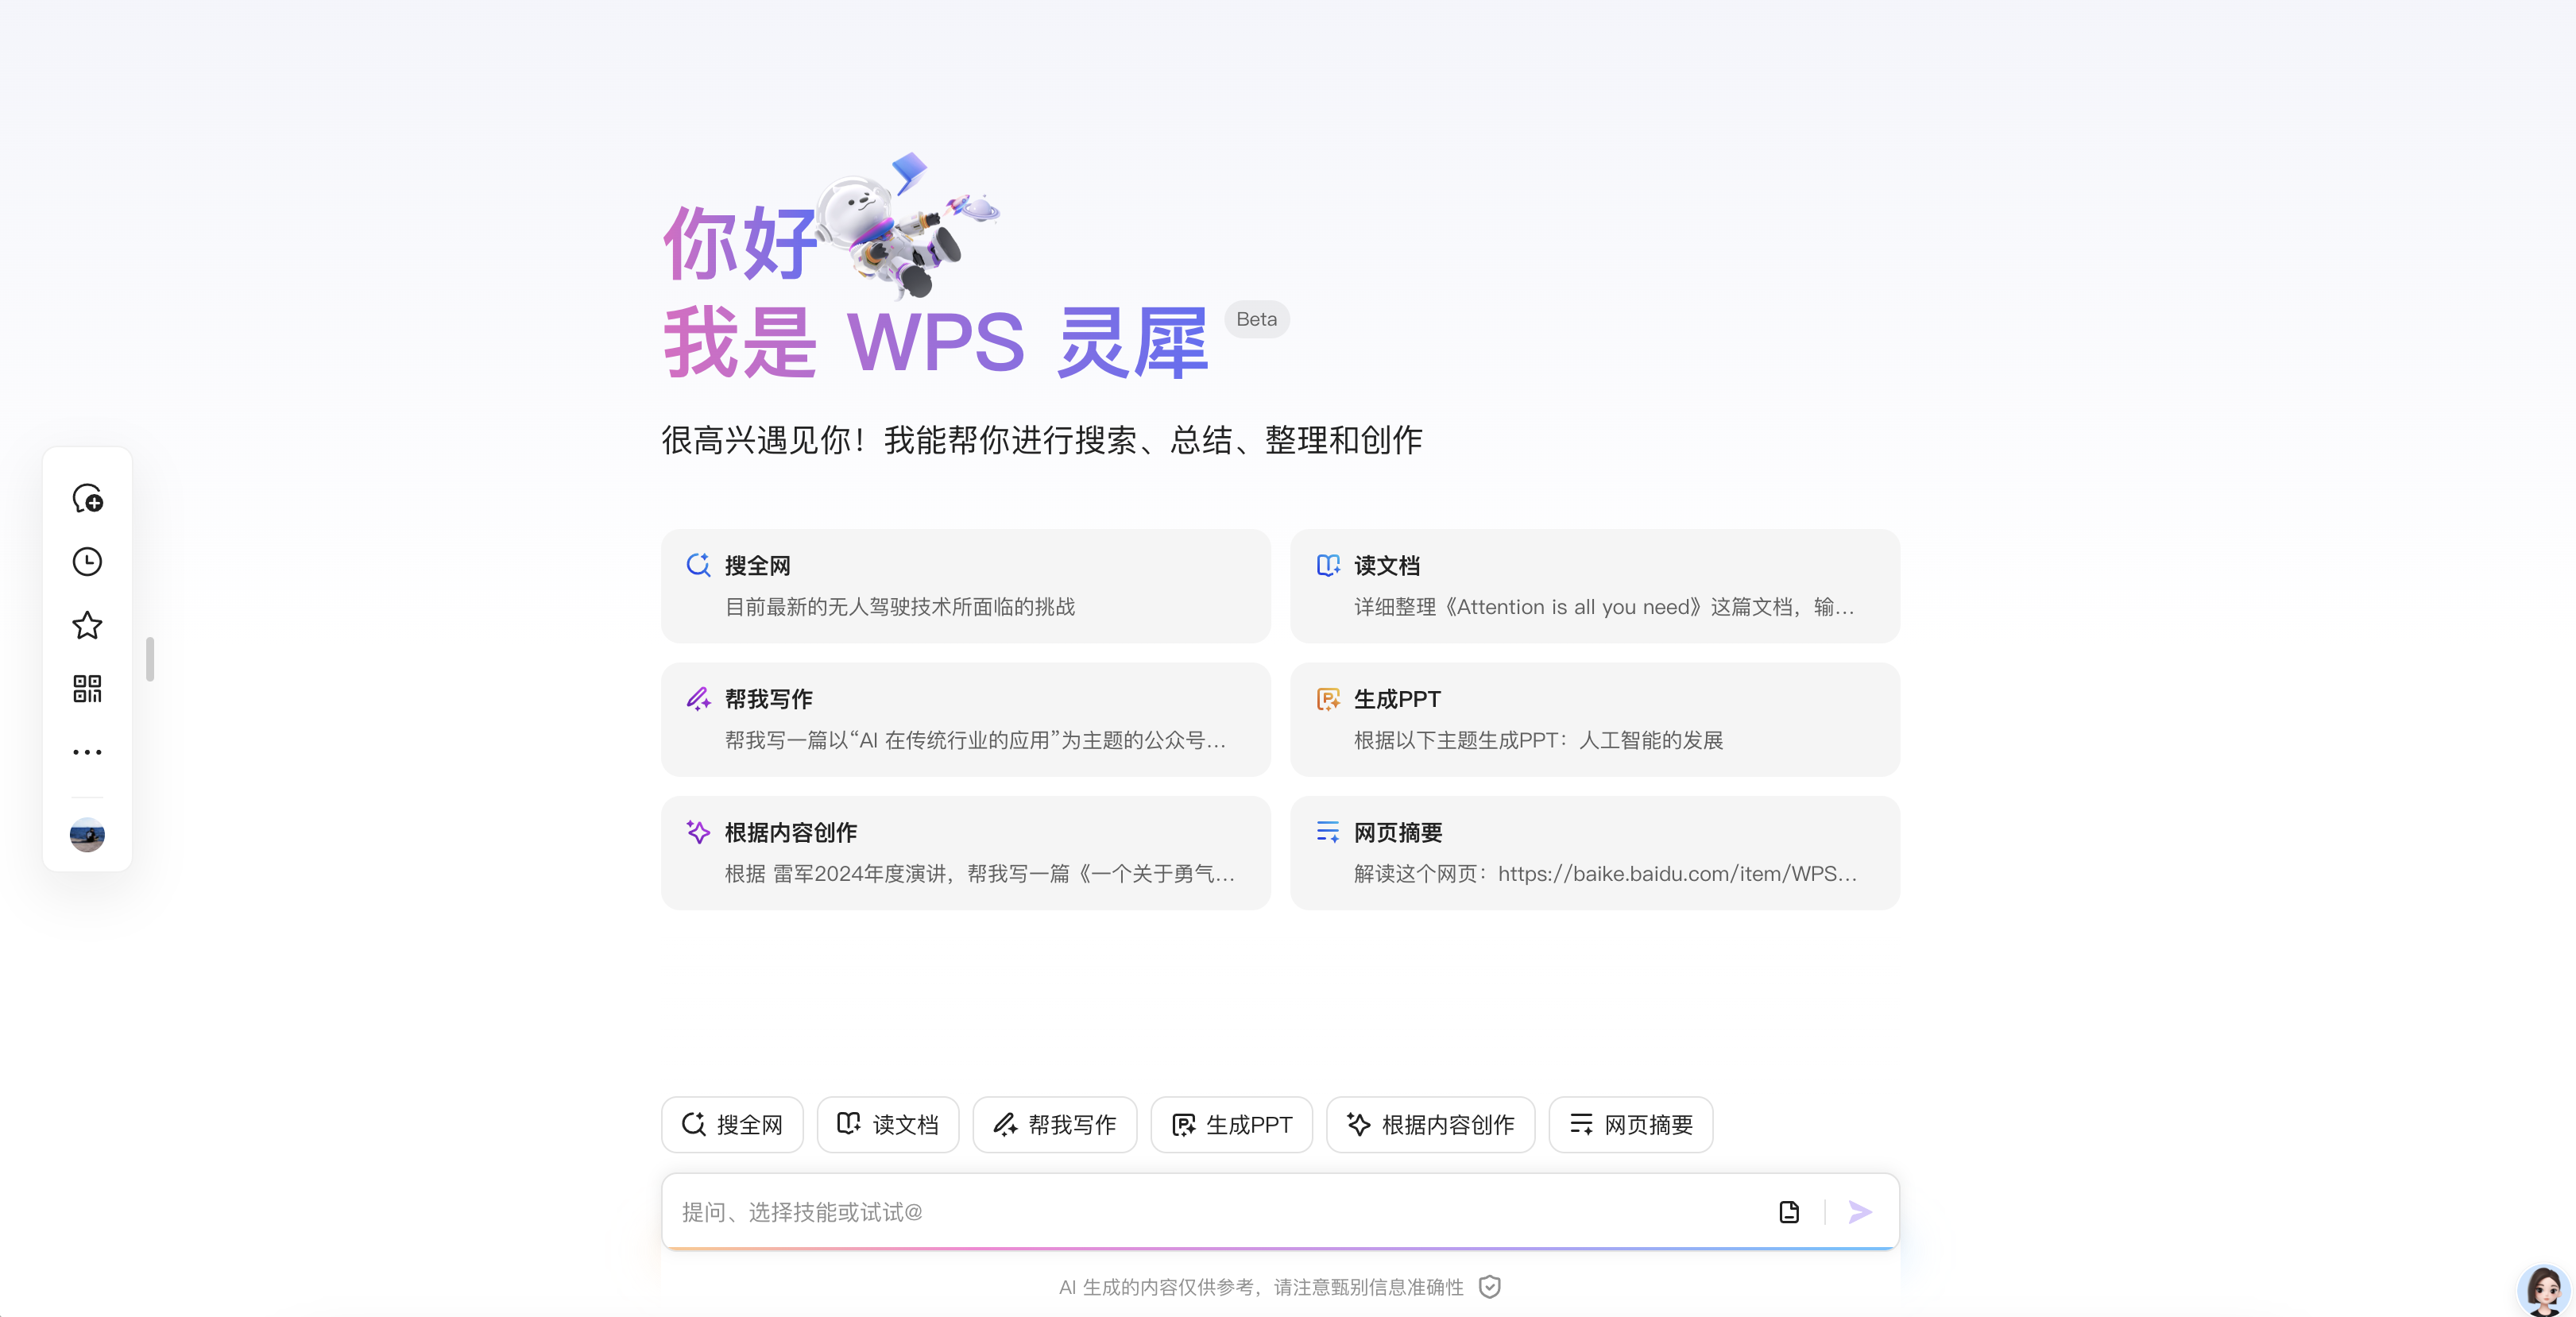 你好
我是 WPS 灵犀
Beta
很高兴遇见你！我能帮你进行搜索、总结、整理和创作
搜全网
目前最新的无人驾驶技术所面临的挑战
读文档
详细整理《Attention is all you need》这篇文档，输...
帮我写作
帮我写一篇以“AI 在传统行业的应用”为主题的公众号...
生成PPT
根据以下主题生成PPT：人工智能的发展
根据内容创作
根据 雷军2024年度演讲，帮我写一篇《一个关于勇气...
网页摘要
解读这个网页：https://baike.baidu.com/item/WPS...
搜全网
读文档
帮我写作
生成PPT
根据内容创作
网页摘要
提问、选择技能或试试@
AI 生成的内容仅供参考，请注意甄别信息准确性